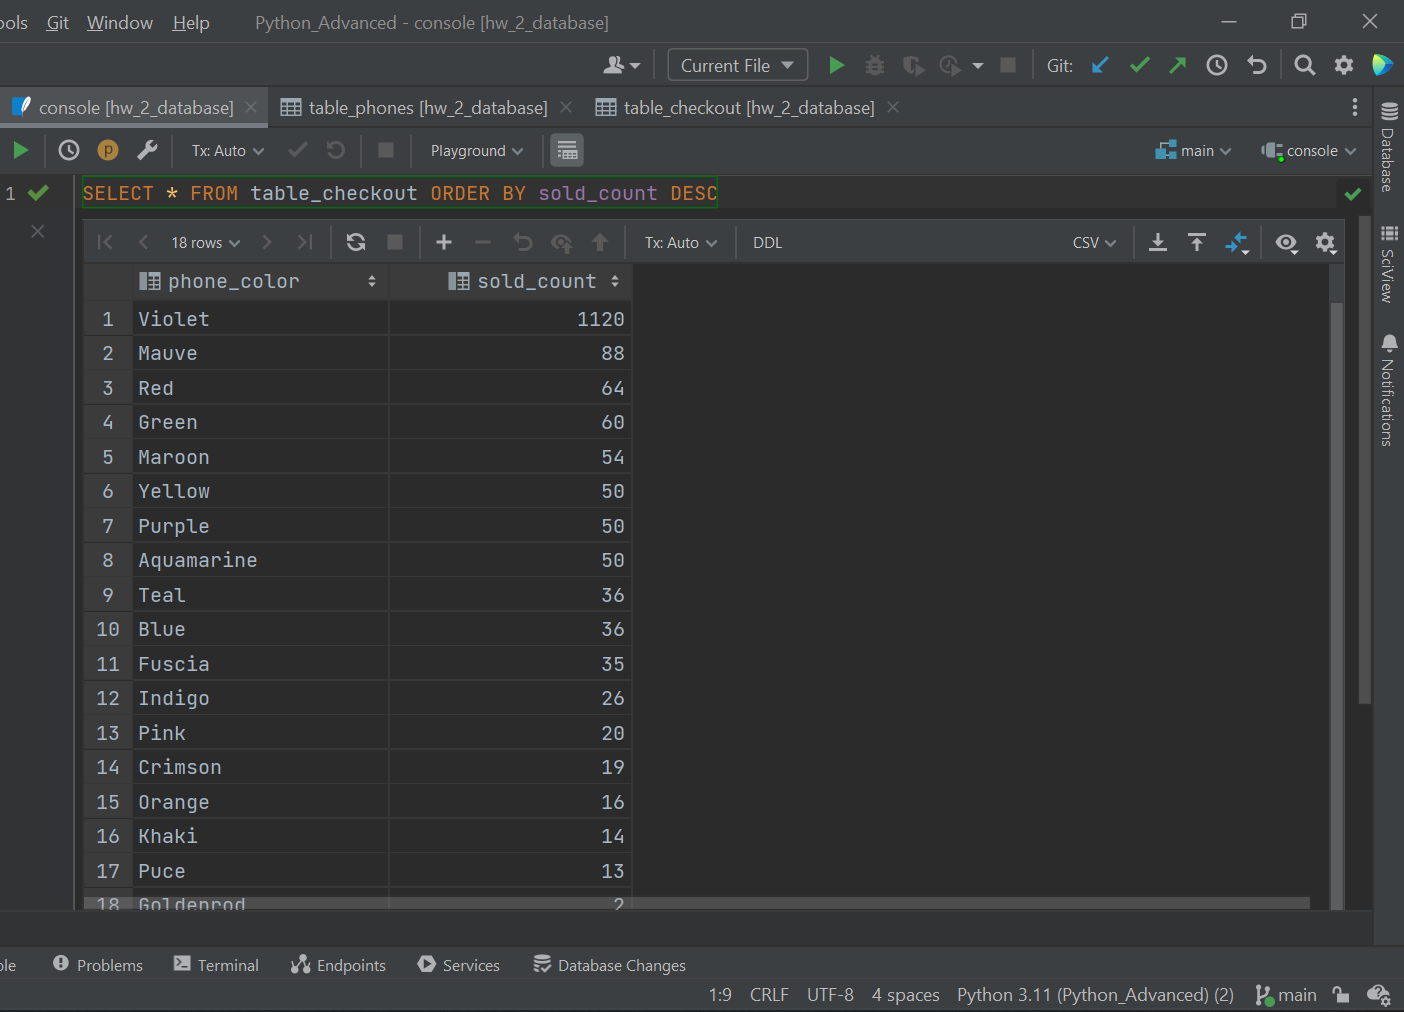 ols Git Window Help Python_Advanced - console [hw_2_database]
Current File Git:
console [hw_2_database] table_phones [hw_2_database] table_checkout [hw_2_database]
p Tx: Auto Playground main console
1 SELECT * FROM table_checkout ORDER BY sold_count DESC
18 rows Tx: Auto DDL CSV
phone_color sold_count
1 Violet 1120
2 Mauve 88
3 Red 64
4 Green 60
5 Maroon 54
6 Yellow 50
7 Purple 50
8 Aquamarine 50
9 Teal 36
10 Blue 36
11 Fuscia 35
12 Indigo 26
13 Pink 20
14 Crimson 19
15 Orange 16
16 Khaki 14
17 Puce 13
18 Goldenrod 2
Database
SciView
Notifications
ole Problems Terminal Endpoints Services Database Changes
1:9 CRLF UTF-8 4 spaces Python 3.11 (Python_Advanced) (2) main